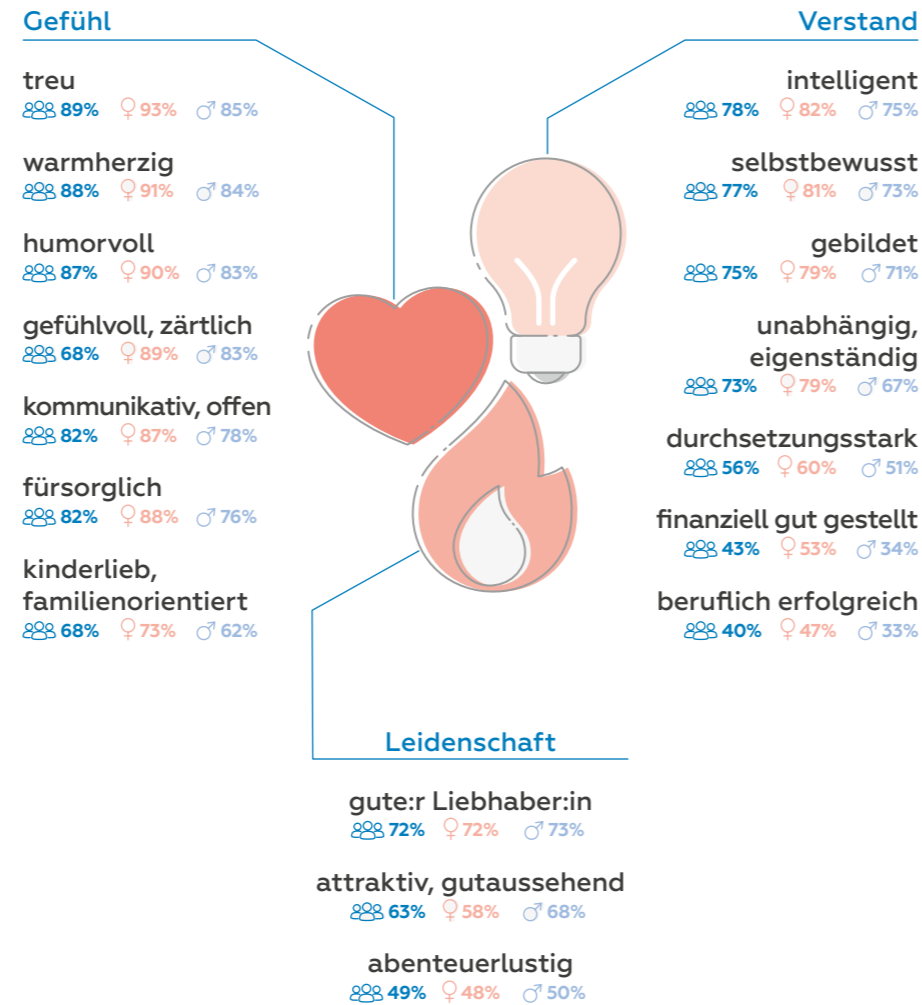 Gefühl
treu
89% 93% 85%
warmherzig
88% 91% 84%
humorvoll
87% 90% 83%
gefühlvoll, zärtlich
68% 89% 83%
kommunikativ, offen
82% 87% 78%
fürsorglich
82% 88% 76%
kinderlieb,
familienorientiert
68% 73% 62%
Verstand
intelligent
78% 82% 75%
selbstbewusst
77% 81% 73%
gebildet
75% 79% 71%
unabhängig,
eigenständig
73% 79% 67%
durchsetzungsstark
56% 60% 51%
finanziell gut gestellt
43% 53% 34%
beruflich erfolgreich
40% 47% 33%
Leidenschaft
gute:r Liebhaber:in
72% 72% 73%
attraktiv, gutaussehend
63% 58% 68%
abenteuerlustig
49% 48% 50%